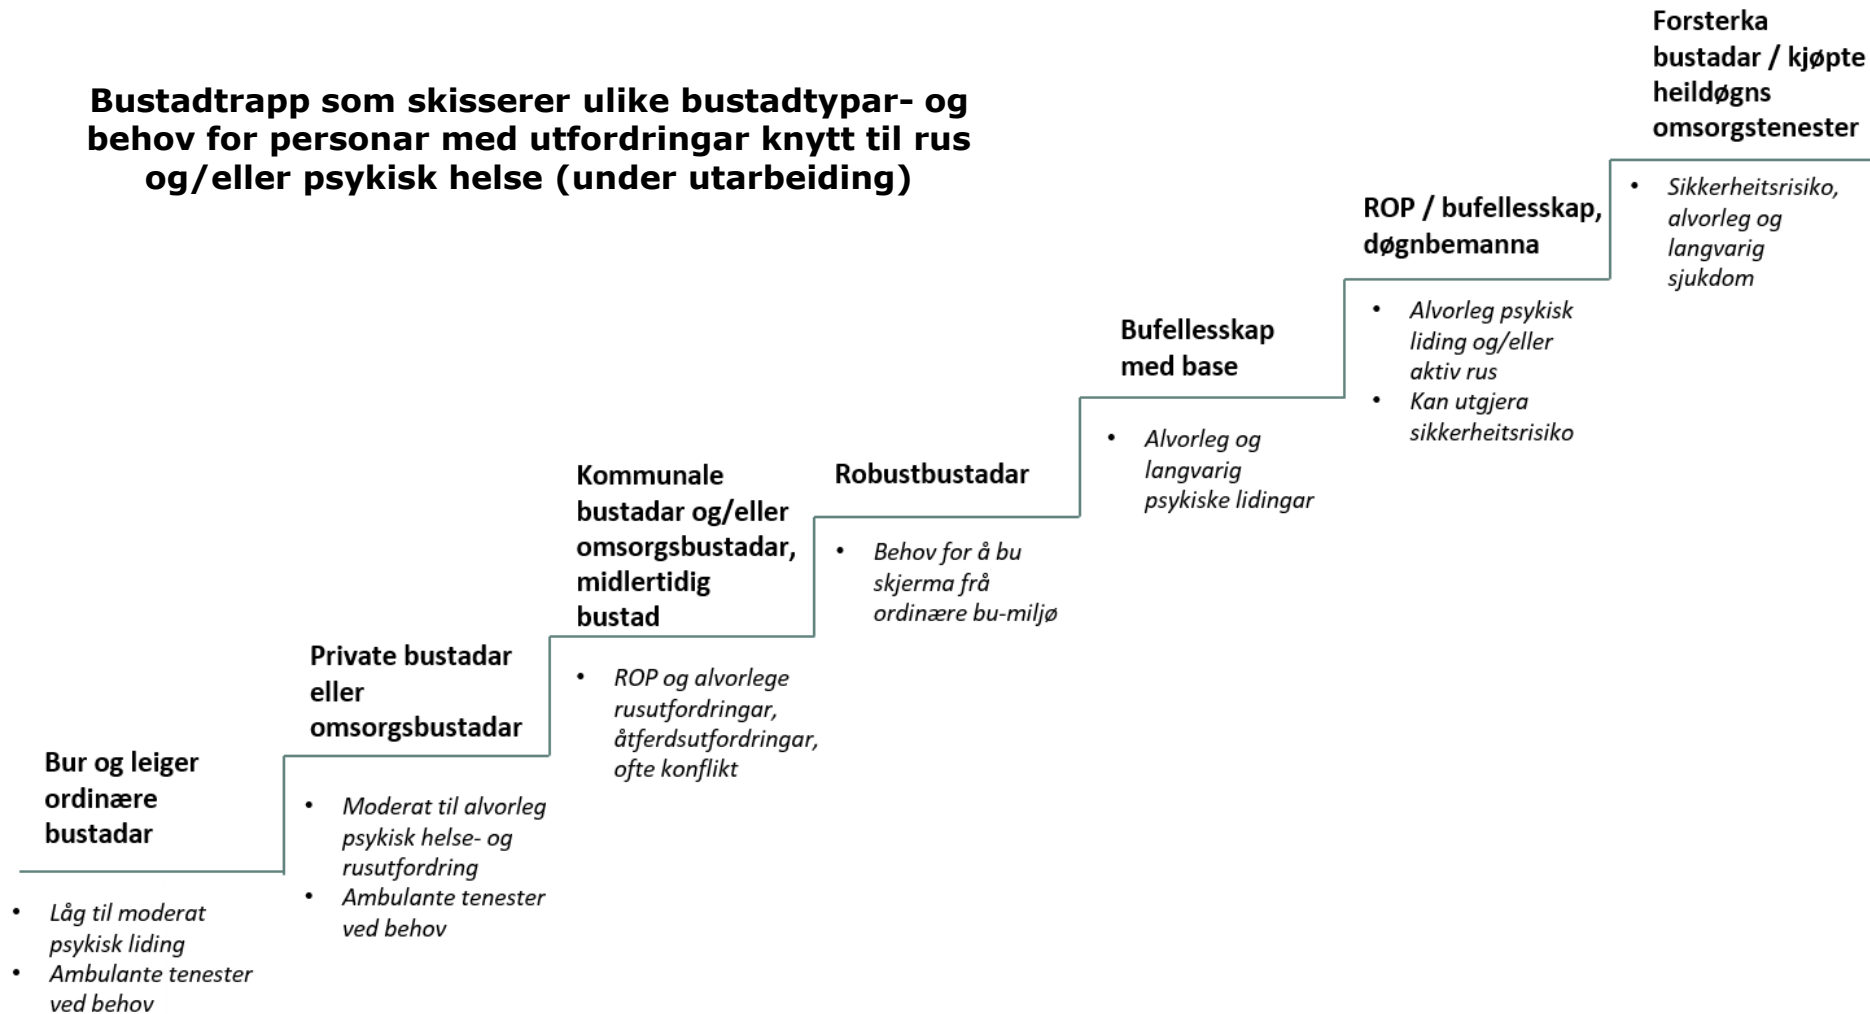 Bustadtrapp som skisserer ulike bustadtypar- og
behov for personar med utfordringar knytt til rus
og/eller psykisk helse (under utarbeiding)
Bur og leiger
ordinære
bustadar
• Låg til moderat
psykisk liding
• Ambulante tenester
ved behov
Private bustadar
eller
omsorgsbustadar
• Moderat til alvorleg
psykisk helse- og
rusutfordring
• Ambulante tenester
ved behov
Kommunale
bustadar og/eller
omsorgsbustadar,
midlertidig
bustad
• ROP og alvorlege
rusutfordringar,
åtferdsutfordringar,
ofte konflikt
Robustbustadar
• Behov for å bu
skjerma frå
ordinære bu-miljø
Bufellesskap
med base
• Alvorleg og
langvarig
psykiske lidingar
ROP / bufellesskap,
døgnbemanna
• Alvorleg psykisk
liding og/eller
aktiv rus
• Kan utgjera
sikkerheitsrisiko
Forsterka
bustadar / kjøpte
heildøgns
omsorgstenester
• Sikkerheitsrisiko,
alvorleg og
langvarig
sjukdom